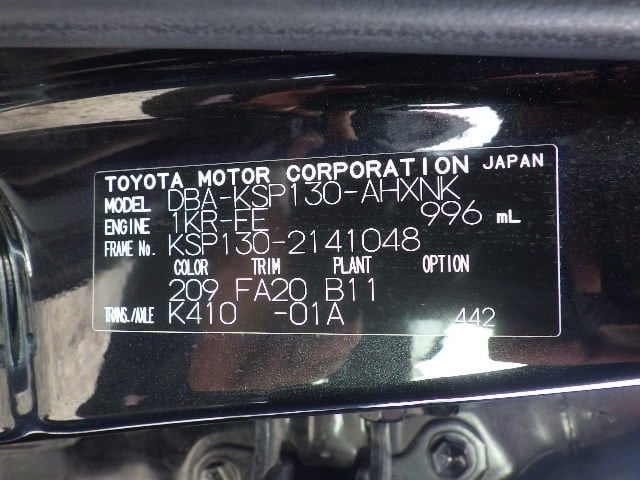 TOYOTA MOTOR CORPORATION JAPAN
MODEL DBA-KSP130-AHXNK
ENGINE 1KR-FE 996 mL
FRAME No. KSP130-2141048
COLOR TRIM PLANT OPTION
209 FA20 B11
TRANS./AXLE K410 -01A 442